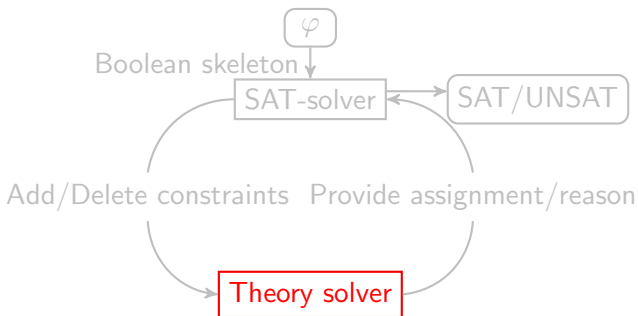 φ
Boolean skeleton
SAT-solver
SAT/UNSAT
Add/Delete constraints
Provide assignment/reason
Theory solver